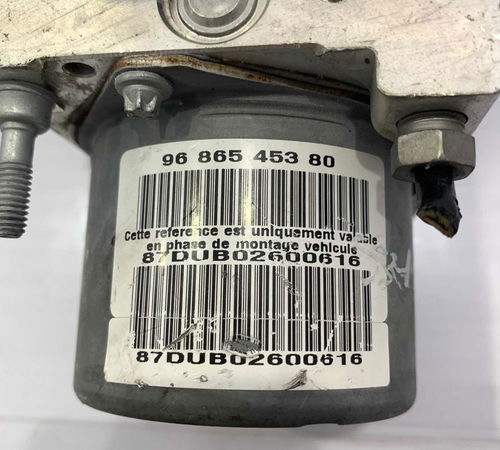 96 865 453 80
Cette reference est uniquement valable
en phase de montage vehicule
87DUB02600616
87DUB02600616